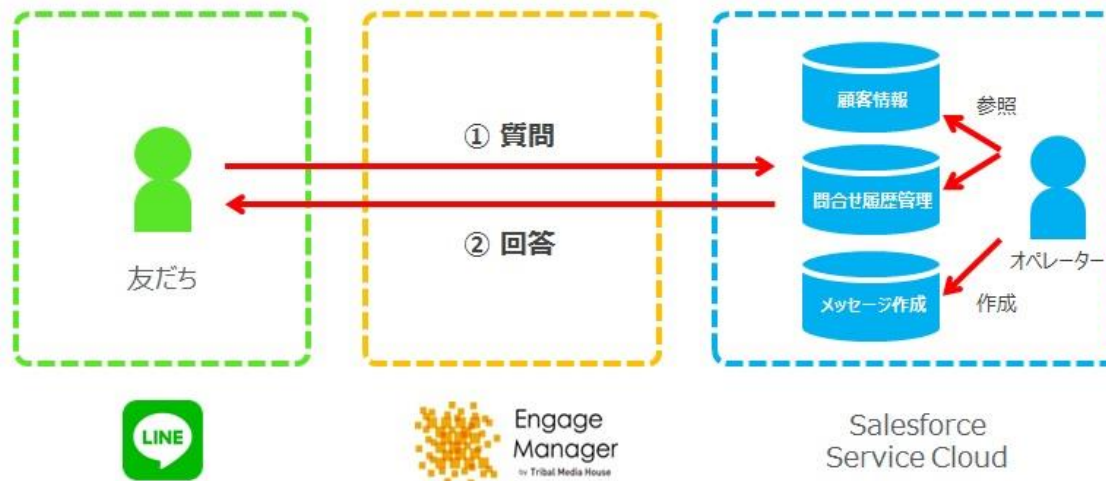 ① 質問
② 回答
友だち
顧客情報
問合せ履歴管理
メッセージ作成
参照
オペレーター
作成
LINE
Engage
Manager
by Tribal Media House
Salesforce
Service Cloud